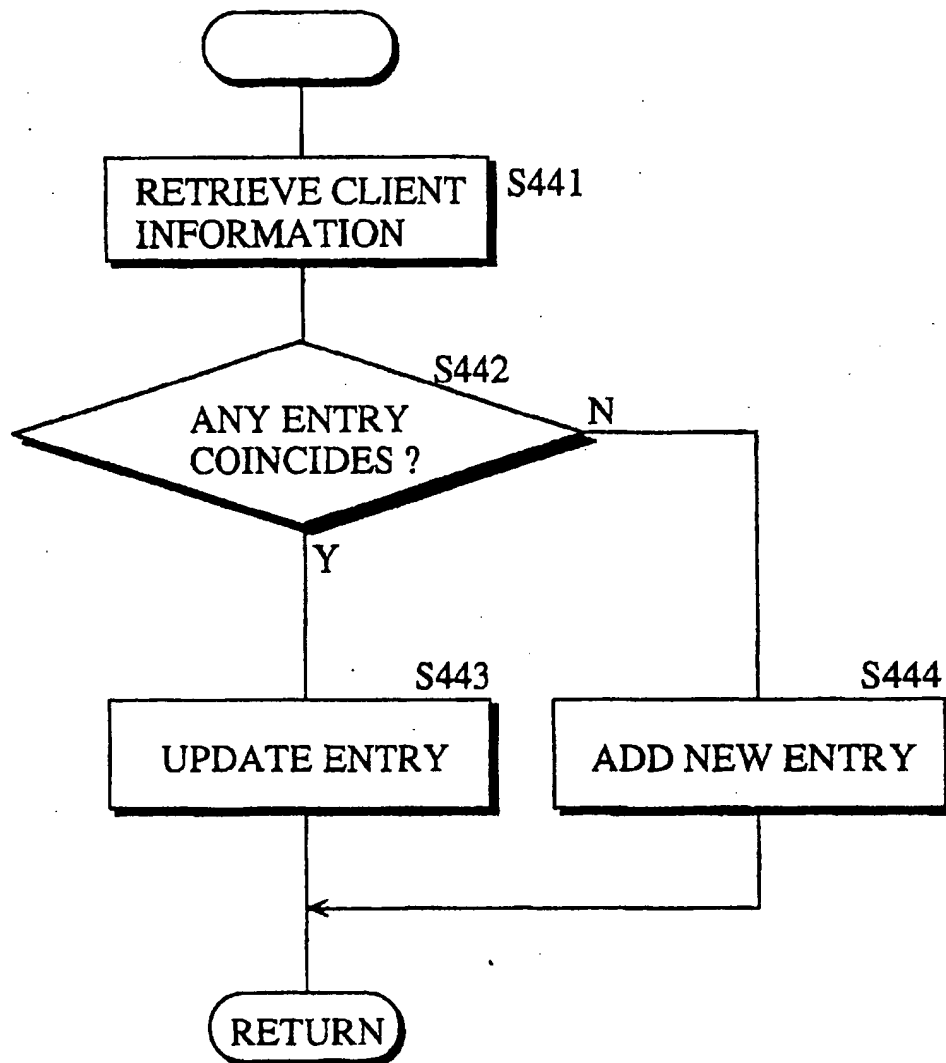 RETRIEVE CLIENT
INFORMATION
S441
S442
ANY ENTRY
COINCIDES ?
N
Y
S443
UPDATE ENTRY
S444
ADD NEW ENTRY
RETURN